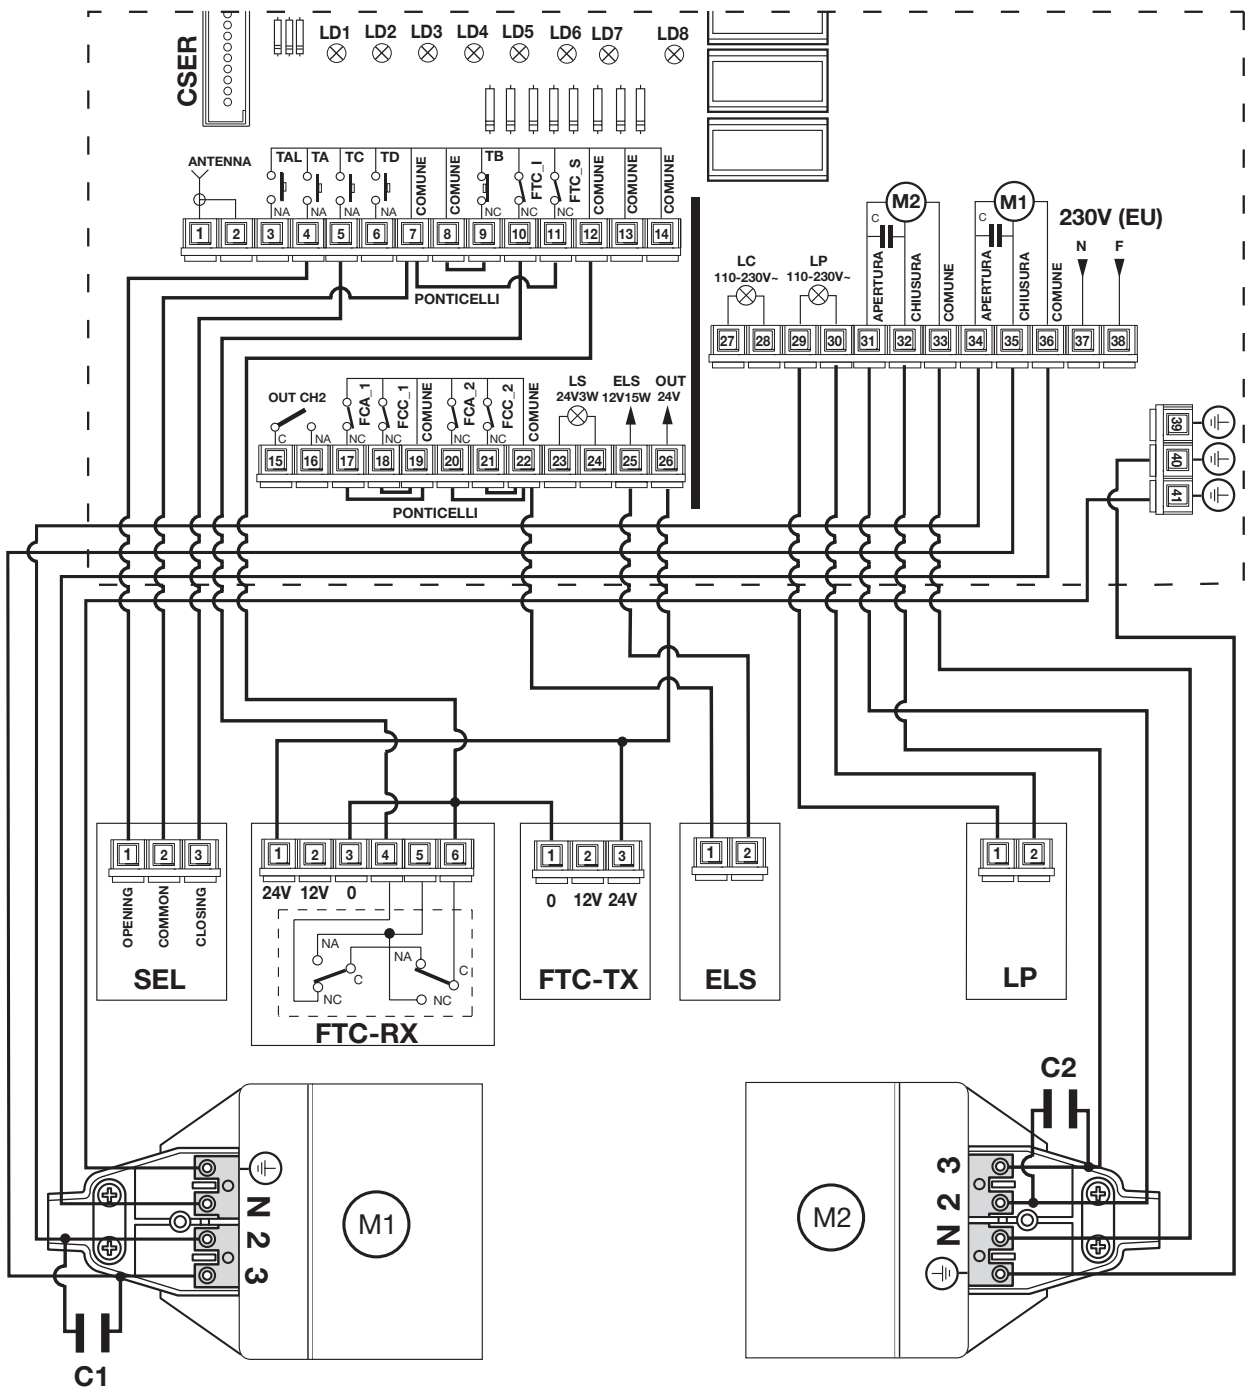 LD1 LD2 LD3 LD4 LD5 LD6 LD7 LD8
CSER
ANTENNA
TAL TA TC TD COMUNE COMUNE TB FTC_I FTC_S COMUNE COMUNE COMUNE
NA NA NA NA NC NC NC
1 2 3 4 5 6 7 8 9 10 11 12 13 14
PONTICELLI
M2 M1
230V (EU)
C C
N F
LC
110-230V~
LP
110-230V~
APERTURA CHIUSURA COMUNE APERTURA CHIUSURA COMUNE
27 28 29 30 31 32 33 34 35 36 37 38
OUT CH2
FCA_1 FCC_1 COMUNE FCA_2 FCC_2 COMUNE
LS
24V3W
ELS
12V15W
OUT
24V
C NA NC NC NC NC
15 16 17 18 19 20 21 22 23 24 25 26
PONTICELLI
39
40
41
1 2 3
OPENING COMMON CLOSING
SEL
1 2 3 4 5 6
24V 12V 0
NA NA
C C
NC NC
FTC-RX
1 2 3
0 12V 24V
FTC-TX
1 2
ELS
1 2
LP
C2
M1
N
2
3
C1
M2
3
2
N